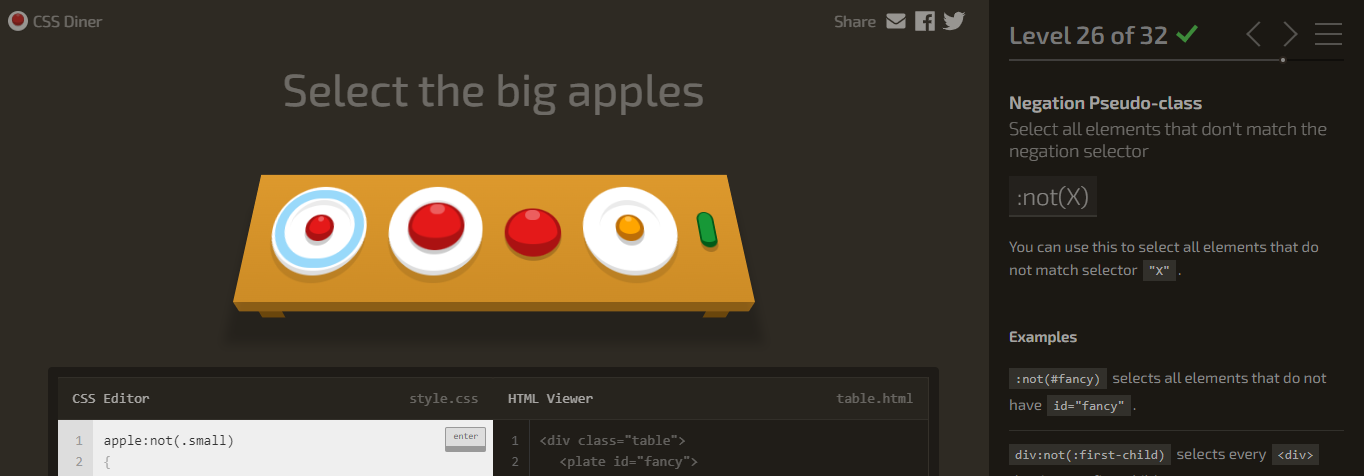 CSS Diner
Share
Select the big apples
CSS Editor
style.css
HTML Viewer
table.html
1
apple:not(.small)
enter
2
{
1
<div class="table">
2
<plate id="fancy">
Level 26 of 32
Negation Pseudo-class
Select all elements that don't match the
negation selector
:not(X)
You can use this to select all elements that do
not match selector "X" .
Examples
:not(#fancy) selects all elements that do not
have id="fancy" .
div:not(:first-child) selects every <div>